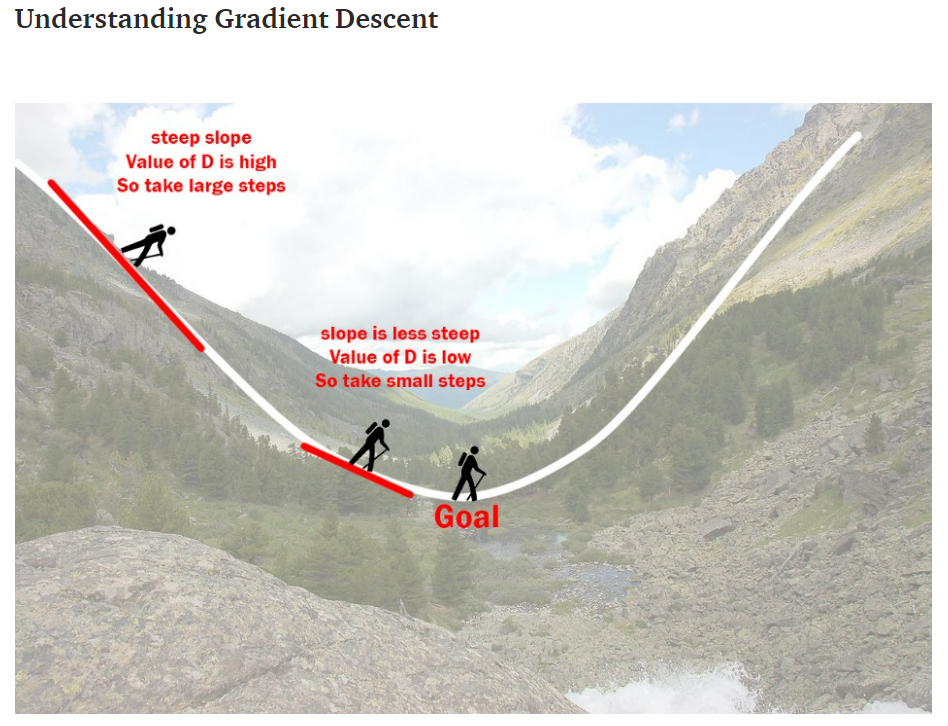 Understanding Gradient Descent
steep slope
Value of D is high
So take large steps
slope is less steep
Value of D is low
So take small steps
Goal